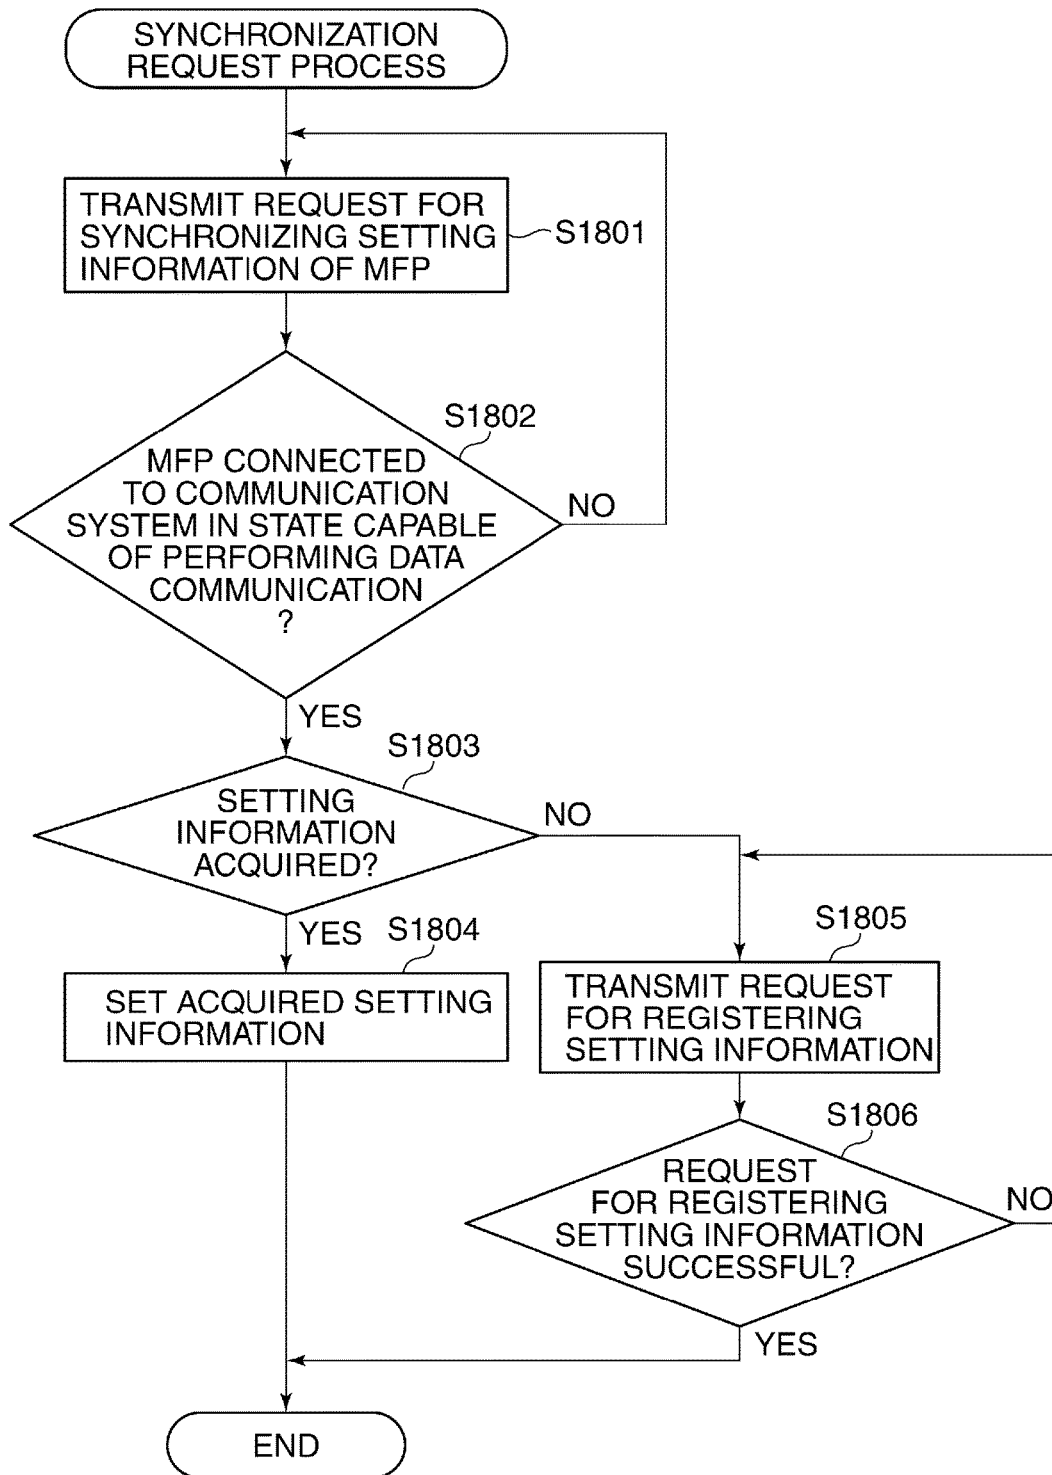 SYNCHRONIZATION
REQUEST PROCESS
TRANSMIT REQUEST FOR
SYNCHRONIZING SETTING
INFORMATION OF MFP
S1801
S1802
MFP CONNECTED
TO COMMUNICATION
SYSTEM IN STATE CAPABLE
OF PERFORMING DATA
COMMUNICATION
?
NO
YES
S1803
SETTING
INFORMATION
ACQUIRED?
NO
YES
S1804
SET ACQUIRED SETTING
INFORMATION
S1805
TRANSMIT REQUEST
FOR REGISTERING
SETTING INFORMATION
S1806
REQUEST
FOR REGISTERING
SETTING INFORMATION
SUCCESSFUL?
NO
YES
END